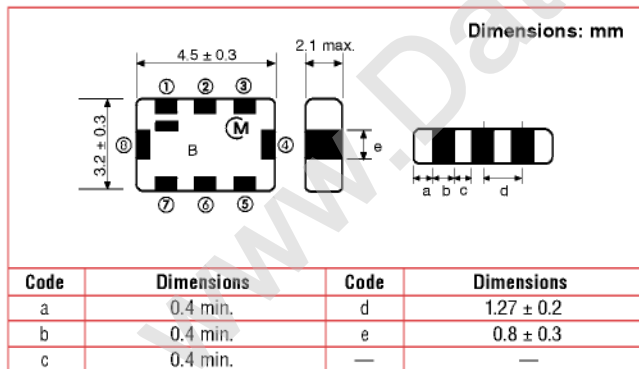 Dimensions: mm
4.5 ± 0.3
2.1 max.
① ② ③
3.2 ± 0.3
⑧ B M ④
e
⑦ ⑥ ⑤
a b c d
Code Dimensions Code Dimensions
a 0.4 min. d 1.27 ± 0.2
b 0.4 min. e 0.8 ± 0.3
c 0.4 min. — —
www.Dat